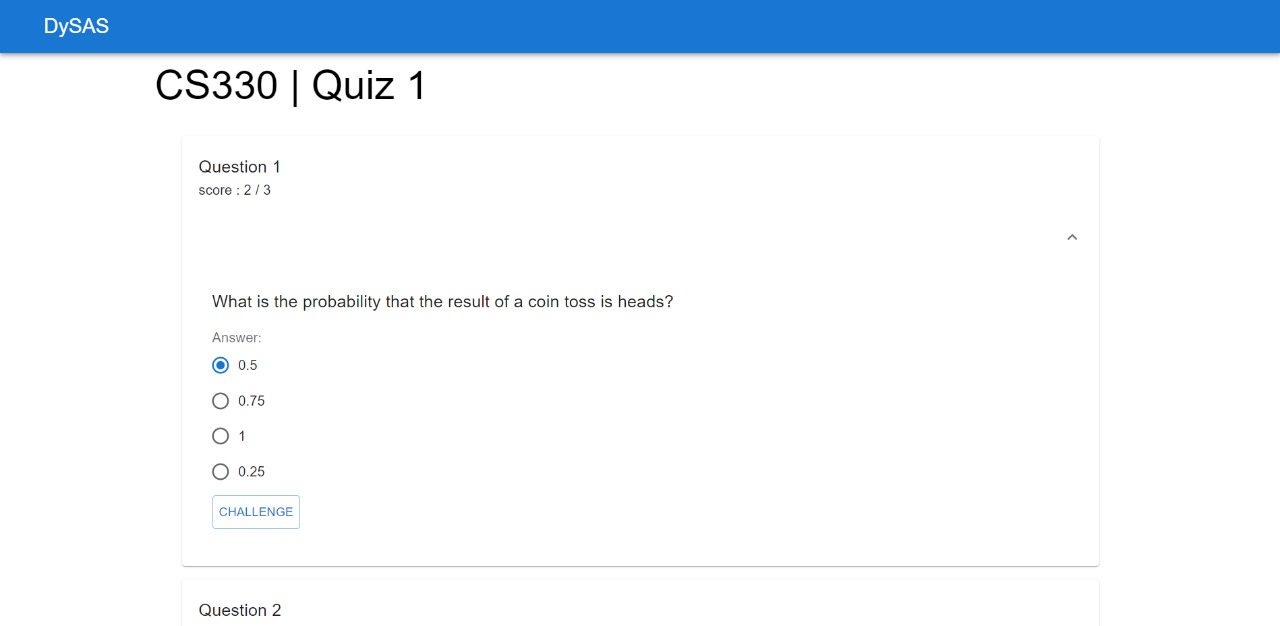 DySAS
CS330 | Quiz 1
Question 1
score : 2 / 3
What is the probability that the result of a coin toss is heads?
Answer:
0.5
0.75
1
0.25
CHALLENGE
Question 2